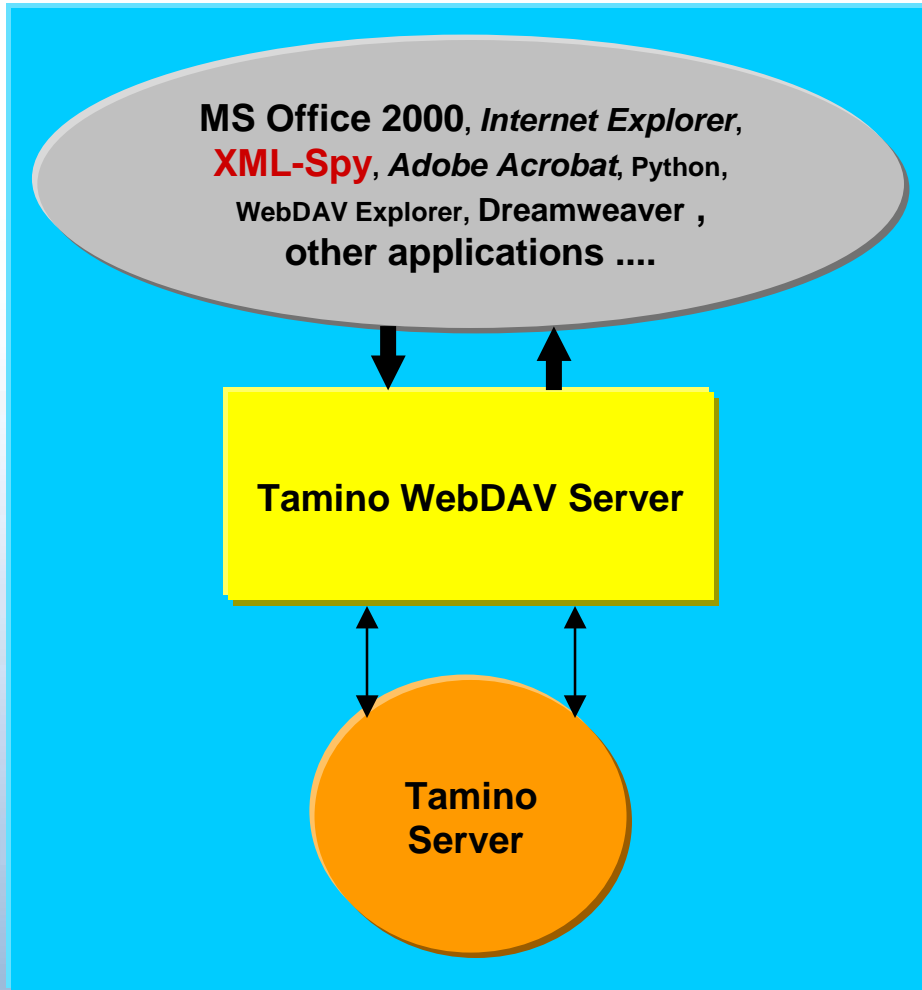 MS Office 2000, Internet Explorer,
XML-Spy, Adobe Acrobat, Python,
WebDAV Explorer, Dreamweaver ,
other applications ....
Tamino WebDAV Server
Tamino
Server